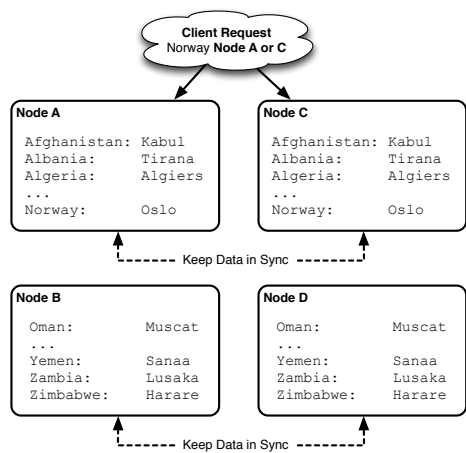 Client Request
Norway Node A or C
Node A
Afghanistan: Kabul
Albania: Tirana
Algeria: Algiers
...
Norway: Oslo
Node C
Afghanistan: Kabul
Albania: Tirana
Algeria: Algiers
...
Norway: Oslo
Keep Data in Sync
Node B
Oman: Muscat
...
Yemen: Sanaa
Zambia: Lusaka
Zimbabwe: Harare
Node D
Oman: Muscat
...
Yemen: Sanaa
Zambia: Lusaka
Zimbabwe: Harare
Keep Data in Sync